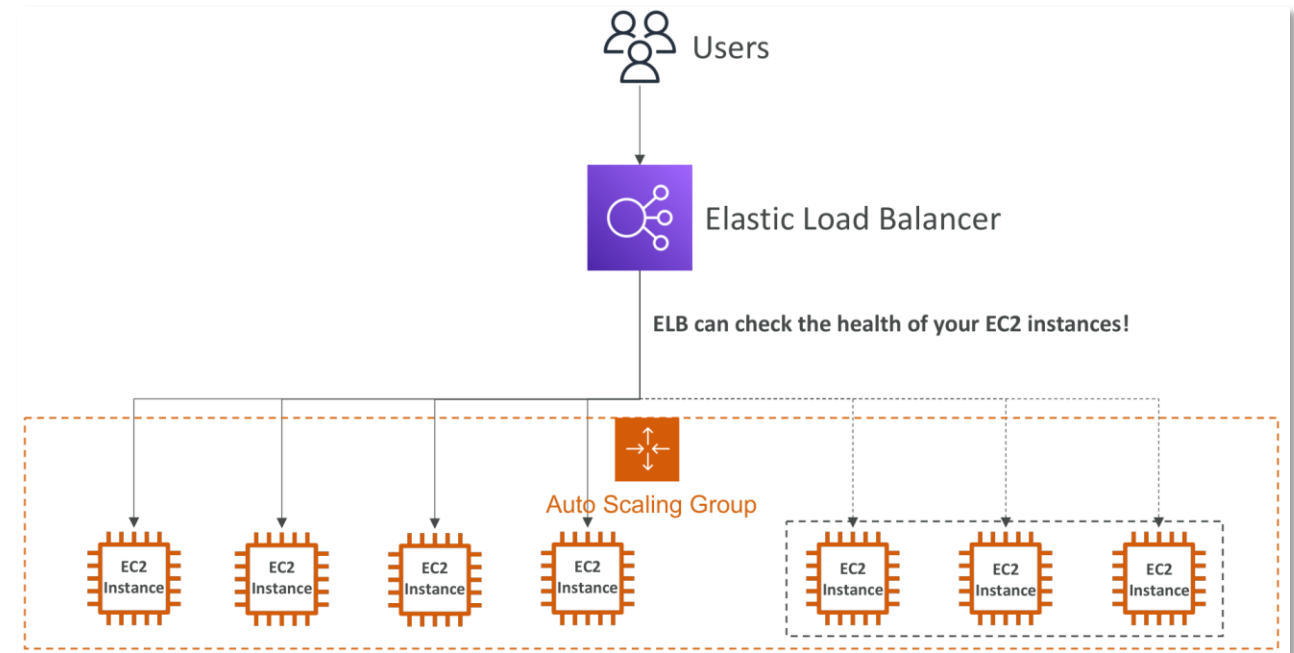 Users
Elastic Load Balancer
ELB can check the health of your EC2 instances!
Auto Scaling Group
EC2
Instance
EC2
Instance
EC2
Instance
EC2
Instance
EC2
Instance
EC2
Instance
EC2
Instance